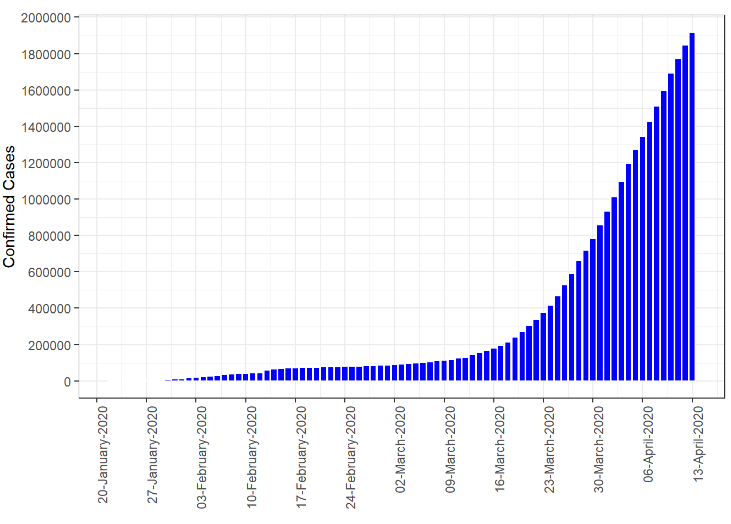 2000000
1800000
1600000
1400000
1200000
1000000
800000
600000
400000
200000
0
Confirmed Cases
20-January-2020
27-January-2020
03-February-2020
10-February-2020
17-February-2020
24-February-2020
02-March-2020
09-March-2020
16-March-2020
23-March-2020
30-March-2020
06-April-2020
13-April-2020